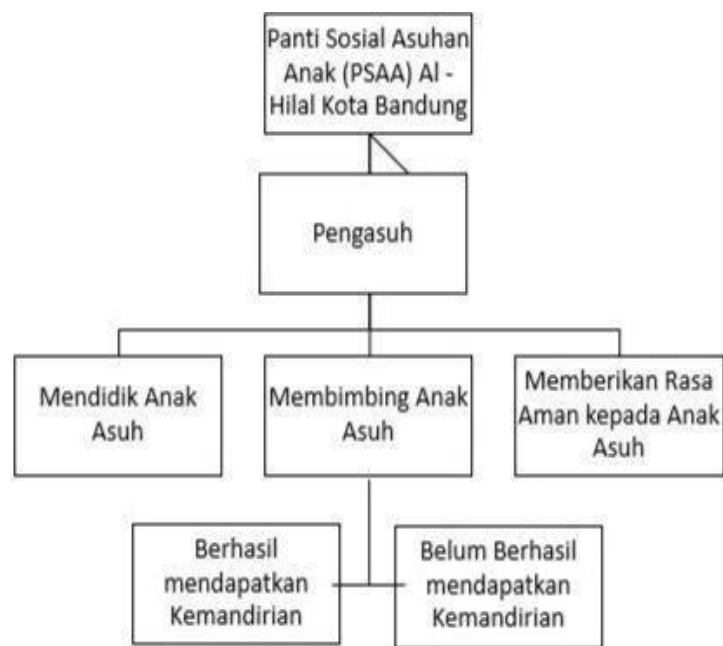 Panti Sosial Asuhan
Anak (PSAA) Al -
Hilal Kota Bandung
Pengasuh
Mendidik Anak
Asuh
Membimbing Anak
Asuh
Memberikan Rasa
Aman kepada Anak
Asuh
Berhasil
mendapatkan
Kemandirian
Belum Berhasil
mendapatkan
Kemandirian